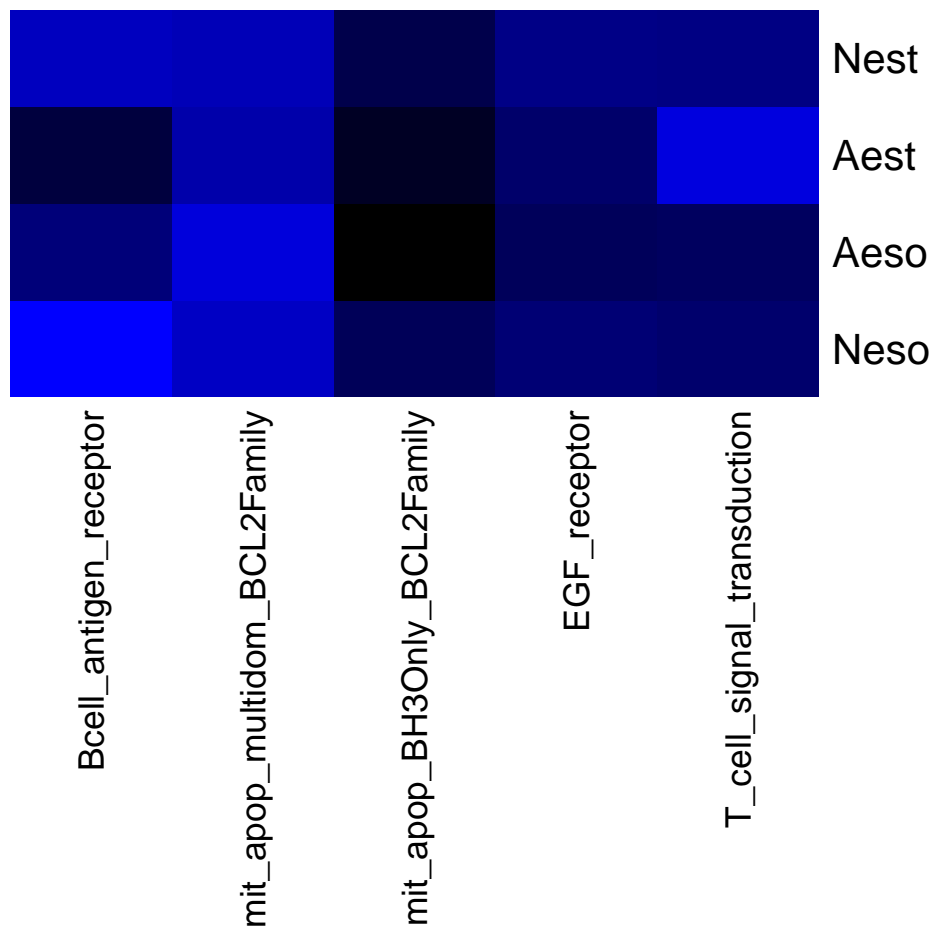 Nest
Aest
Aeso
Neso
Bcell_antigen_receptor
mit_apop_multidom_BCL2Family
mit_apop_BH3Only_BCL2Family
EGF_receptor
T_cell_signal_transduction